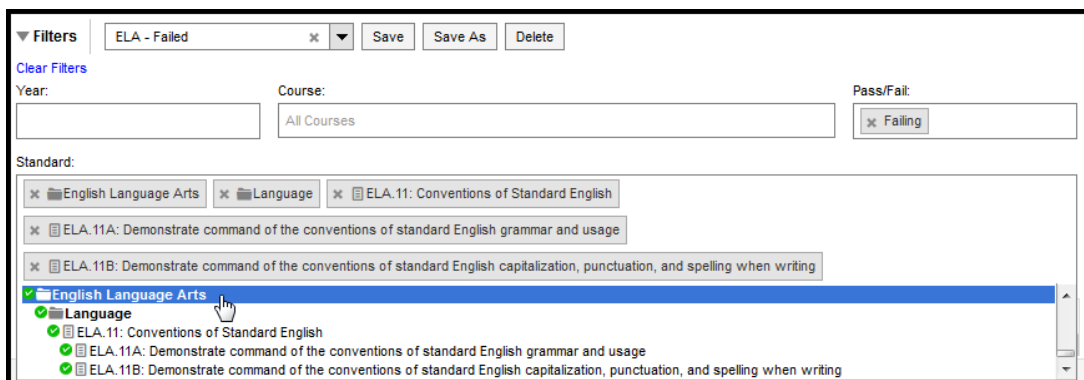 Filters ELA - Failed Save Save As Delete
Clear Filters
Year: Course: Pass/Fail:
All Courses Failing
Standard:
English Language Arts Language ELA.11: Conventions of Standard English
ELA.11A: Demonstrate command of the conventions of standard English grammar and usage
ELA.11B: Demonstrate command of the conventions of standard English capitalization, punctuation, and spelling when writing
English Language Arts
Language
ELA.11: Conventions of Standard English
ELA.11A: Demonstrate command of the conventions of standard English grammar and usage
ELA.11B: Demonstrate command of the conventions of standard English capitalization, punctuation, and spelling when writing